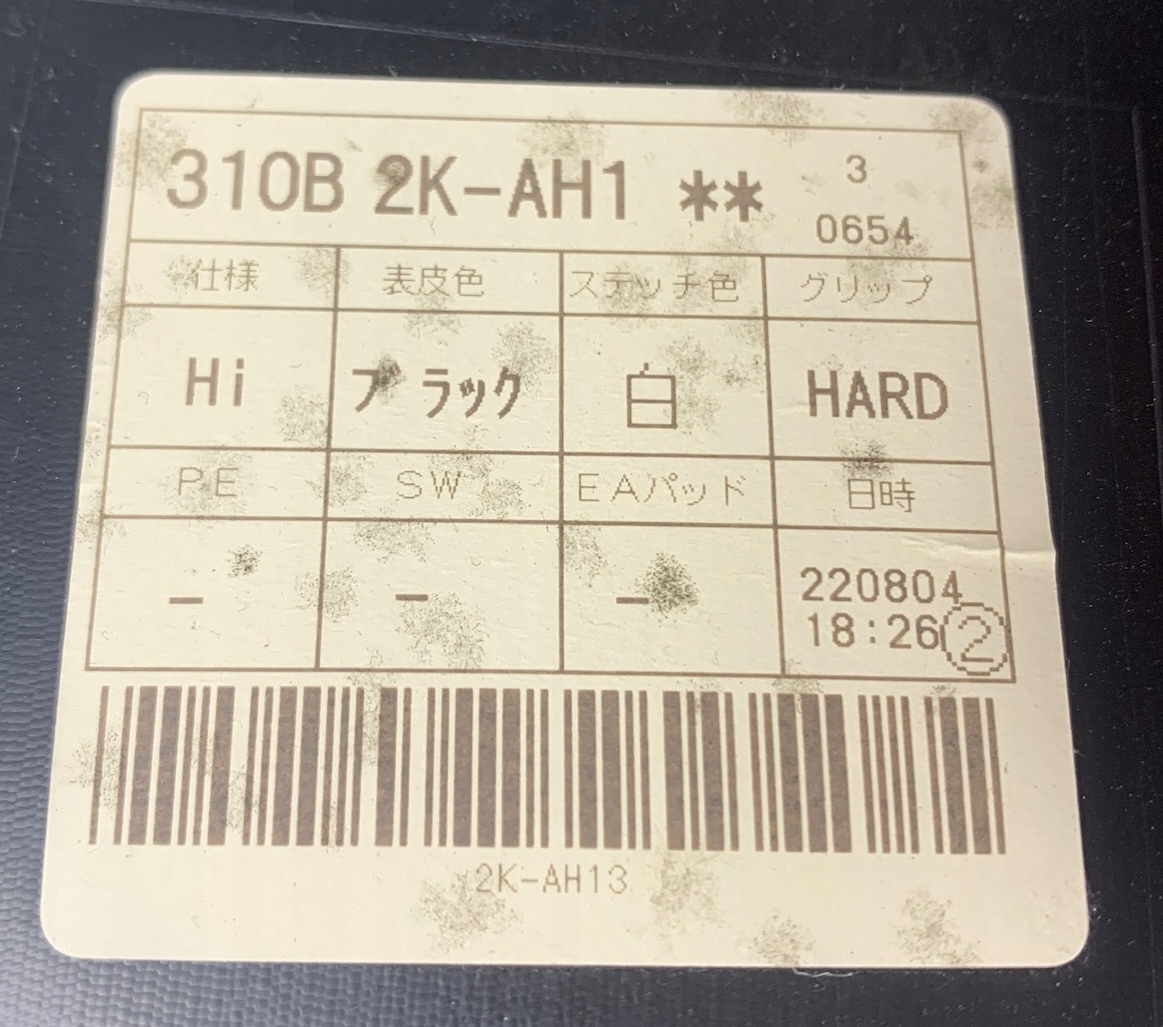 310B 2K-AH1 ** 3
0654
仕様 表皮色 ステッチ色 グリップ
Hi ブラック 白 HARD
PE SW EAパッド 日時
- - - 220804
18:26②
2K-AH13